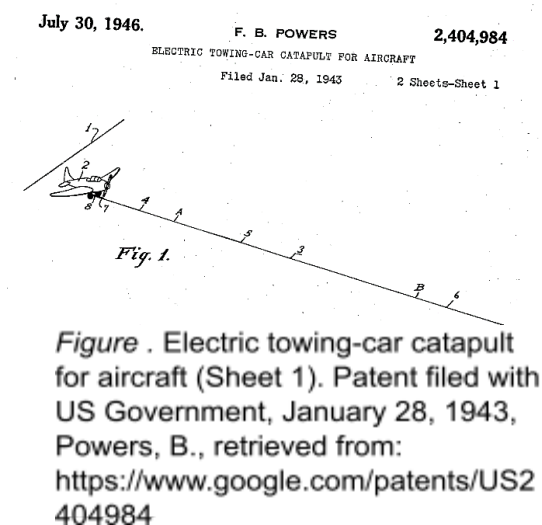 July 30, 1946.
F. B. POWERS
2,404,984
ELECTRIC TOWING-CAR CATAPULT FOR AIRCRAFT
Filed Jan. 28, 1943
2 Sheets-Sheet 1
1
2
8
7
4
A
5
3
B
6
Fig. 1.
Figure . Electric towing-car catapult
for aircraft (Sheet 1). Patent filed with
US Government, January 28, 1943,
Powers, B., retrieved from:
https://www.google.com/patents/US2
404984